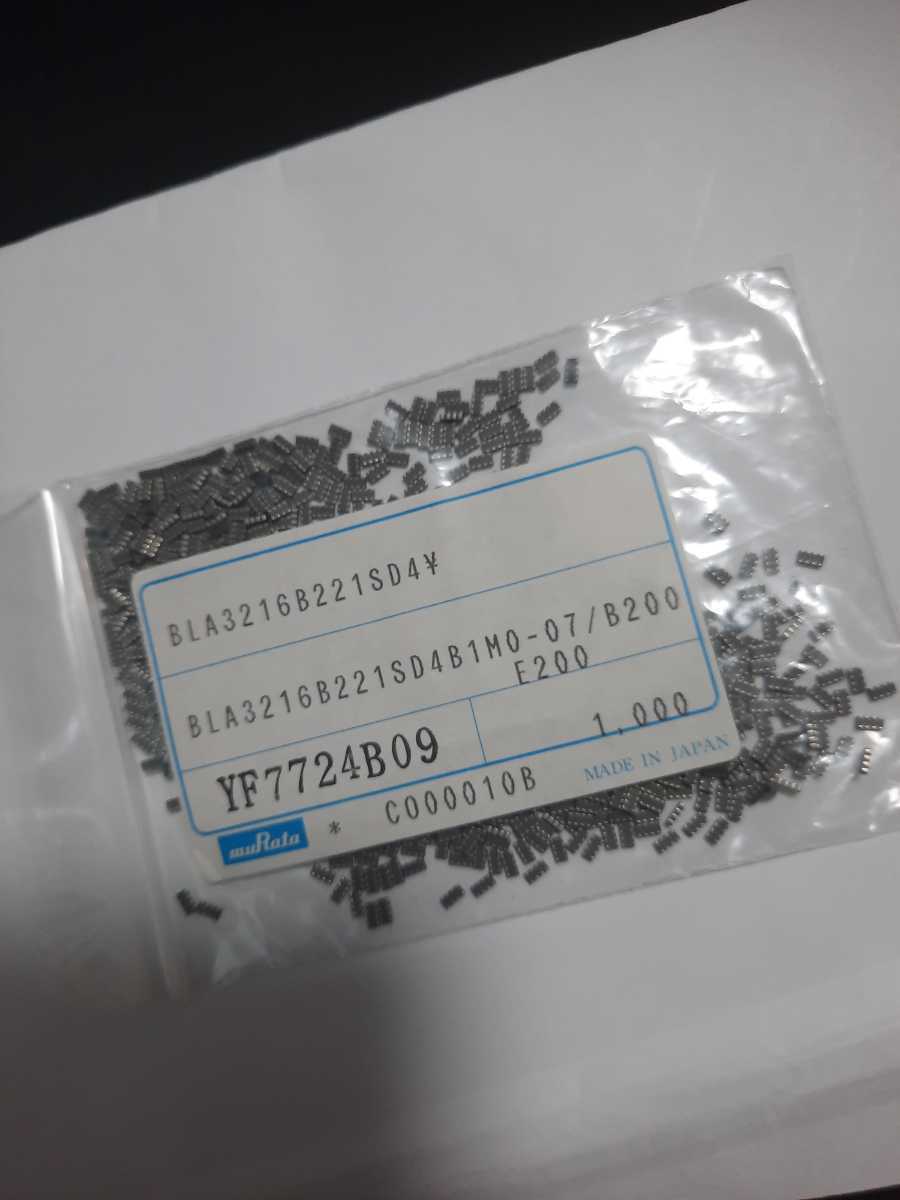 BLA3216B221SD4¥
BLA3216B221SD4B1M0-07/B200
E200
YF7724B09
1,000
muRata
* C000010B
MADE IN JAPAN